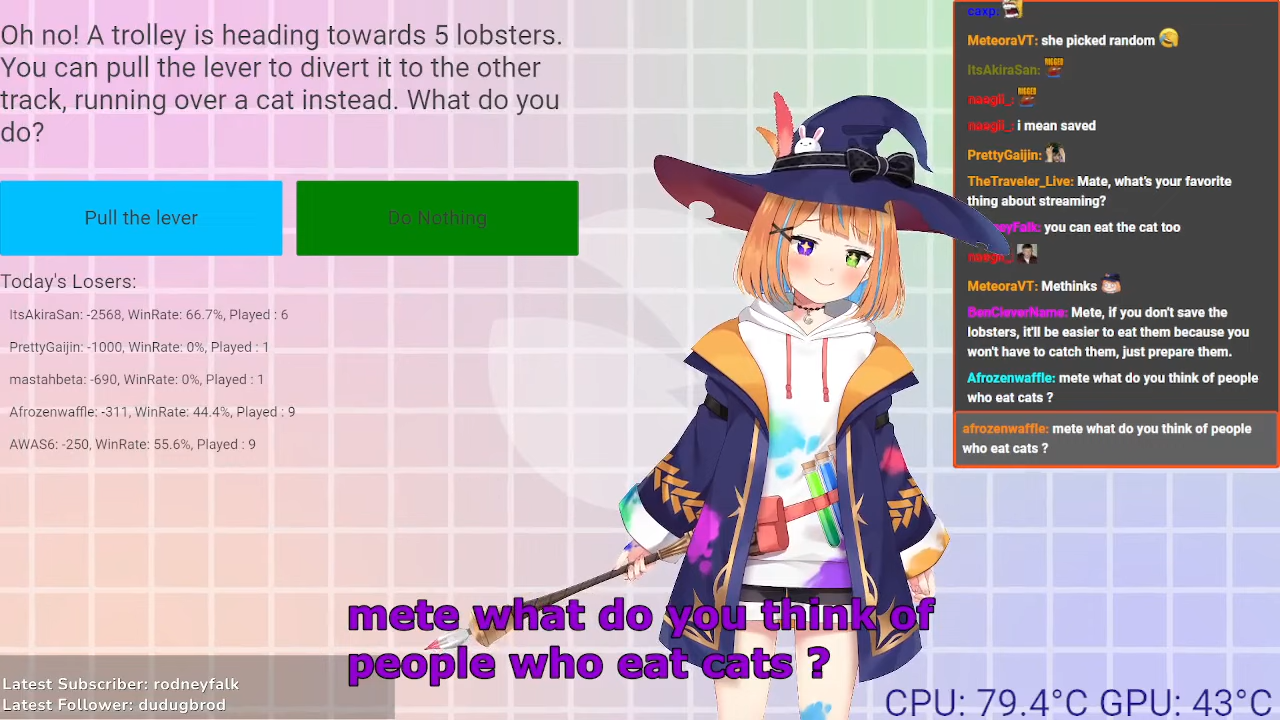 Oh no! A trolley is heading towards 5 lobsters.
You can pull the lever to divert it to the other
track, running over a cat instead. What do you
do?
Pull the lever
Do Nothing
Today's Losers:
ItsAkiraSan: -2568, WinRate: 66.7%, Played :
PrettyGaijin: -1000, WinRate: 0%, Played : 1
mastahbeta: -690, WinRate: 0%, Played : 1
Afrozenwaffle: -311, WinRate: 44.4%, Played : 9
AWAS6: -250, WinRate: 55.6%, Played : 9
caxp:
MeteoraVT: she picked random
ItsAkiraSan:
naegii_:
naegii_: i mean saved
PrettyGaijin:
TheTraveler_Live: Mate, what's your favorite
thing about streaming?
you can eat the cat too
MeteoraVT: Methinks
BenCleverName: Mete, if you don't save the
lobsters, it'll be easier to eat them because you
won't have to catch them, just prepare them.
Afrozenwaffle: mete what do you think of people
who eat cats ?
afrozenwaffle: mete what do you think of people
who eat cats ?
mete what do you think of
people who eat cats ?
Latest Subscriber: rodneyfalk
Latest Follower: dudugbrod
CPU: 79.4°C GPU: 43°C